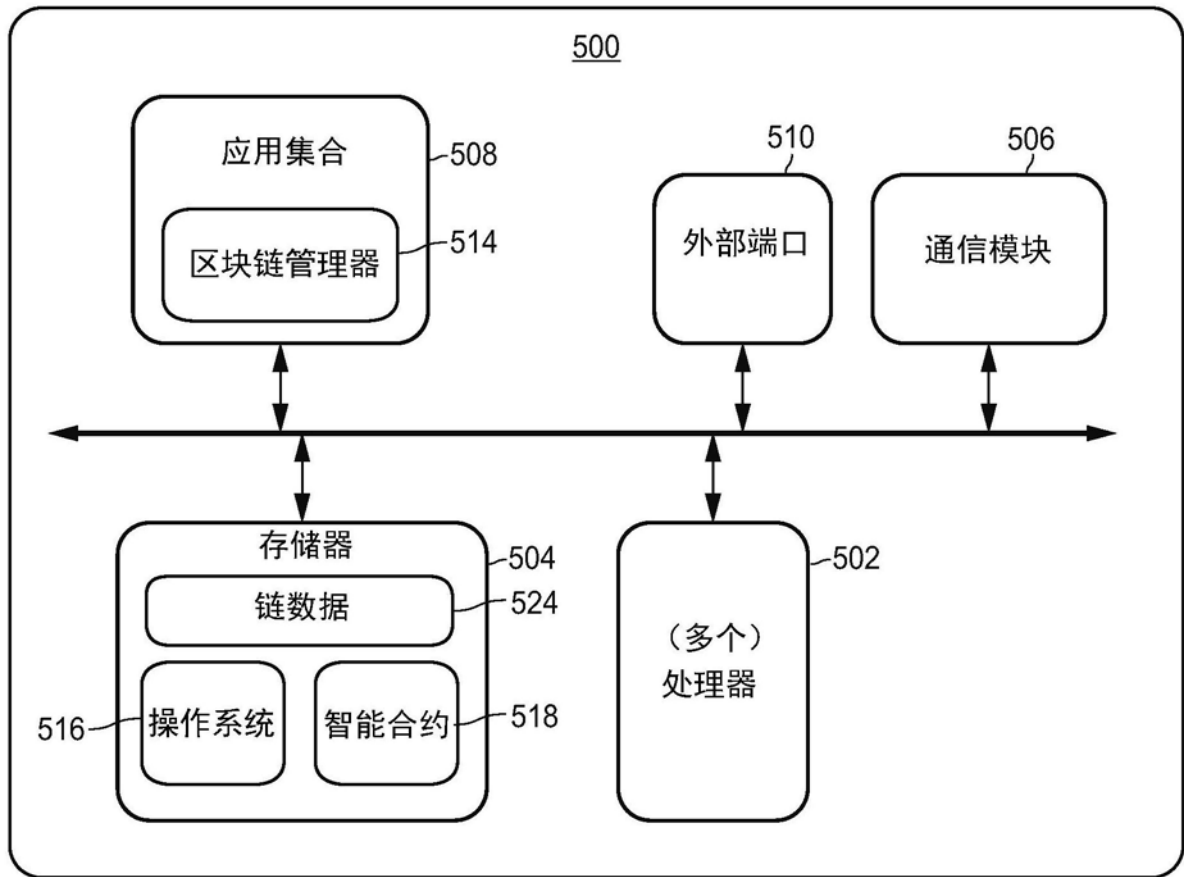 500
应用集合
508
区块链管理器
514
外部端口
510
通信模块
506
存储器
504
链数据
524
操作系统
516
智能合约
518
（多个）
处理器
502